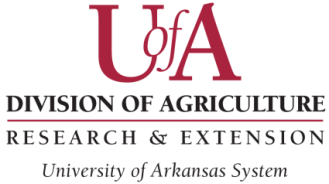 UofA
DIVISION OF AGRICULTURE
RESEARCH & EXTENSION
University of Arkansas System